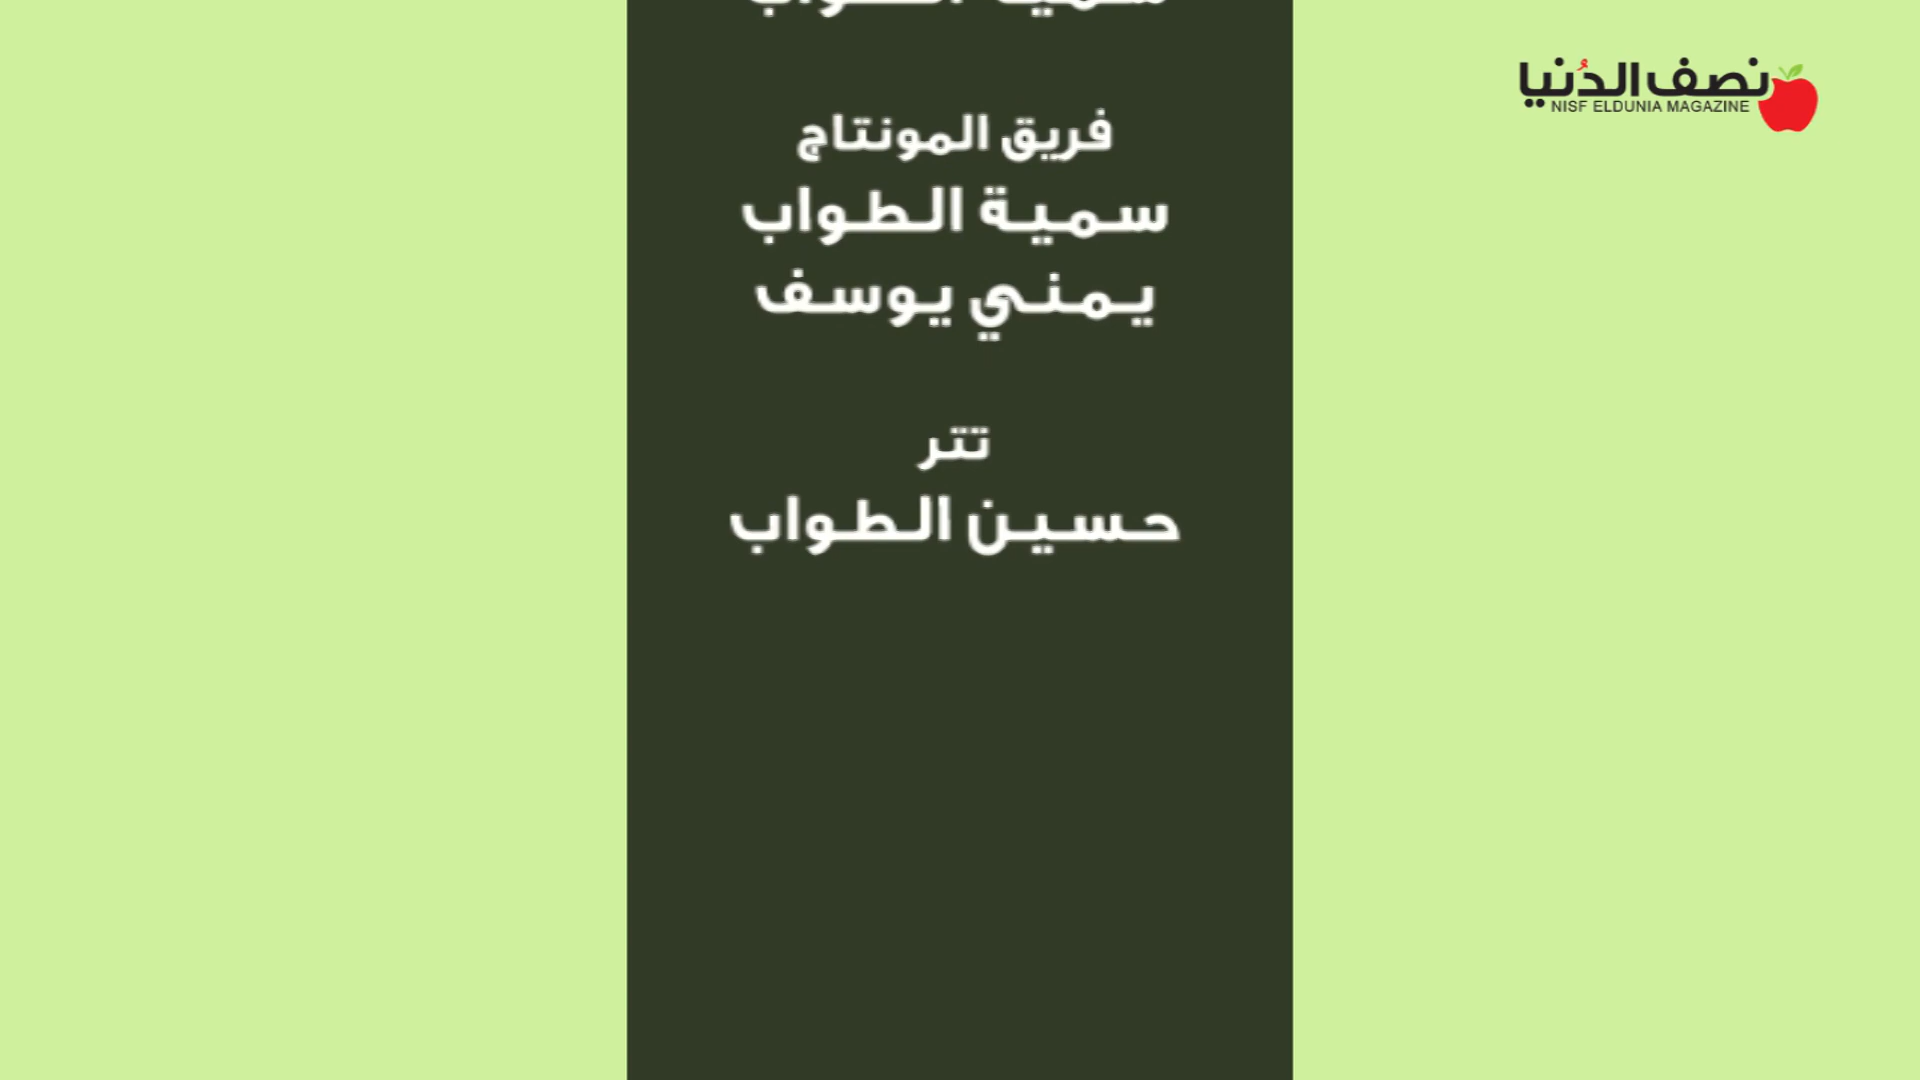 فريق المونتاج
سمية الطواب
يمني يوسف
تتر
حسين الطواب
نصف الدُنيا
NISF ELDUNIA MAGAZINE